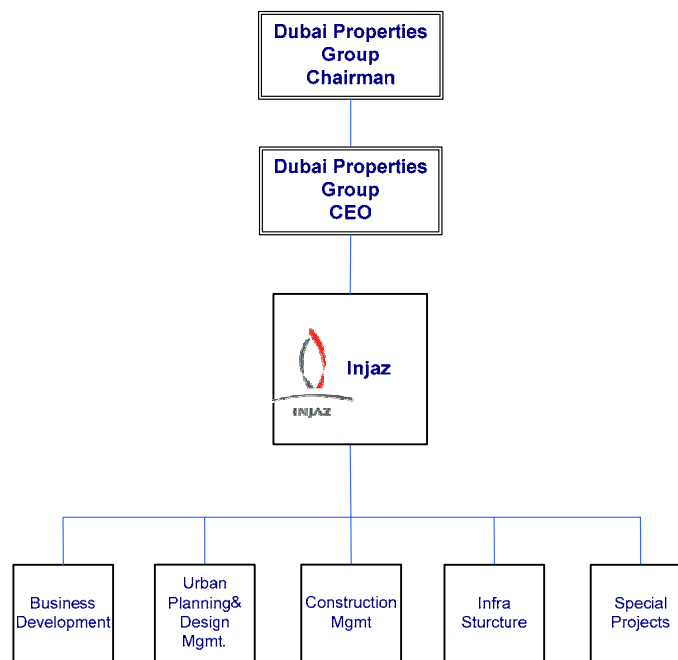 Dubai Properties
Group
Chairman
Dubai Properties
Group
CEO
Injaz
INJAZ
Business
Development
Urban
Planning&
Design
Mgmt.
Construction
Mgmt
Infra
Sturcture
Special
Projects